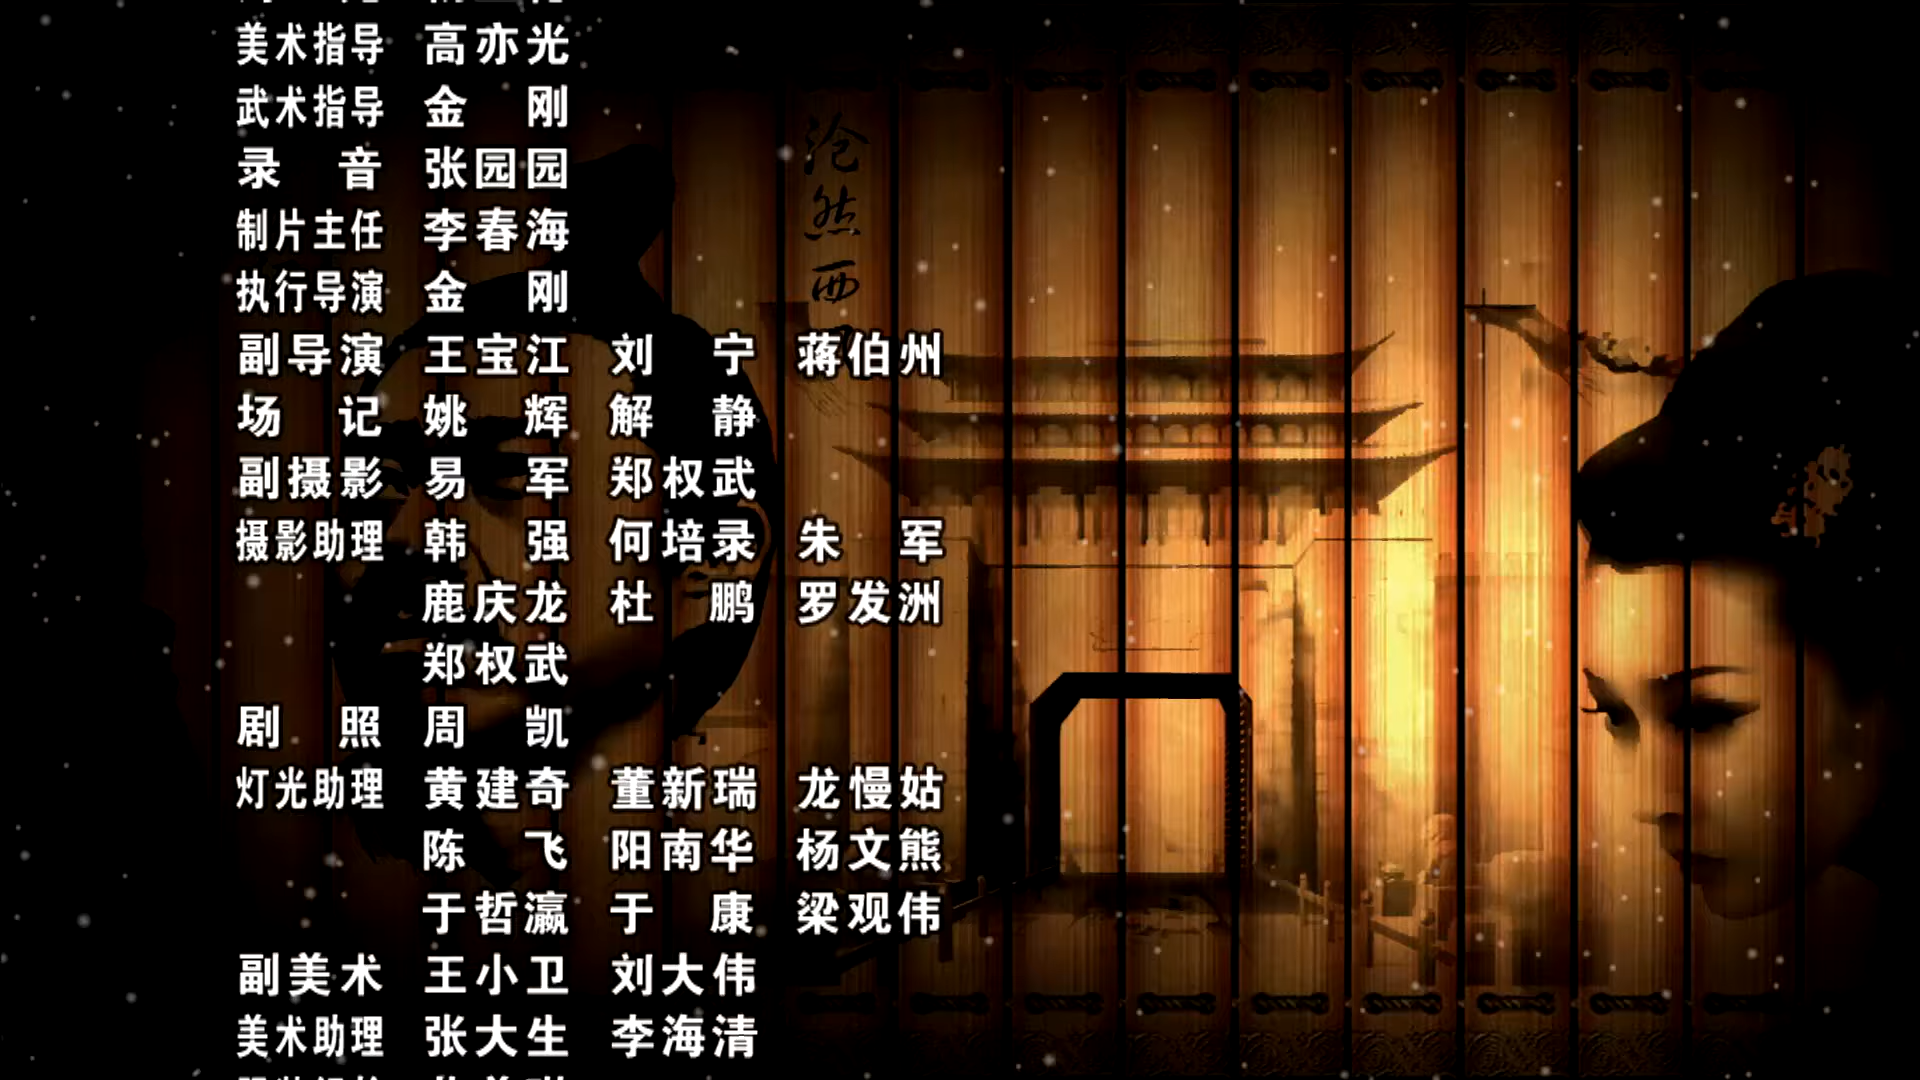 美术指导 高亦光
武术指导 金刚
录音 张园园
制片主任 李春海
执行导演 金刚
副导演 王宝江 刘宁 蒋伯州
场记 姚辉 解静
副摄影 易军 郑权武
摄影助理 韩强 何培录 朱军
鹿庆龙 杜鹏 罗发洲
郑权武
剧照 周凯
灯光助理 黄建奇 董新瑞 龙慢姑
陈飞 阳南华 杨文熊
于哲瀛 于康 梁观伟
副美术 王小卫 刘大伟
美术助理 张大生 李海清
沧然西